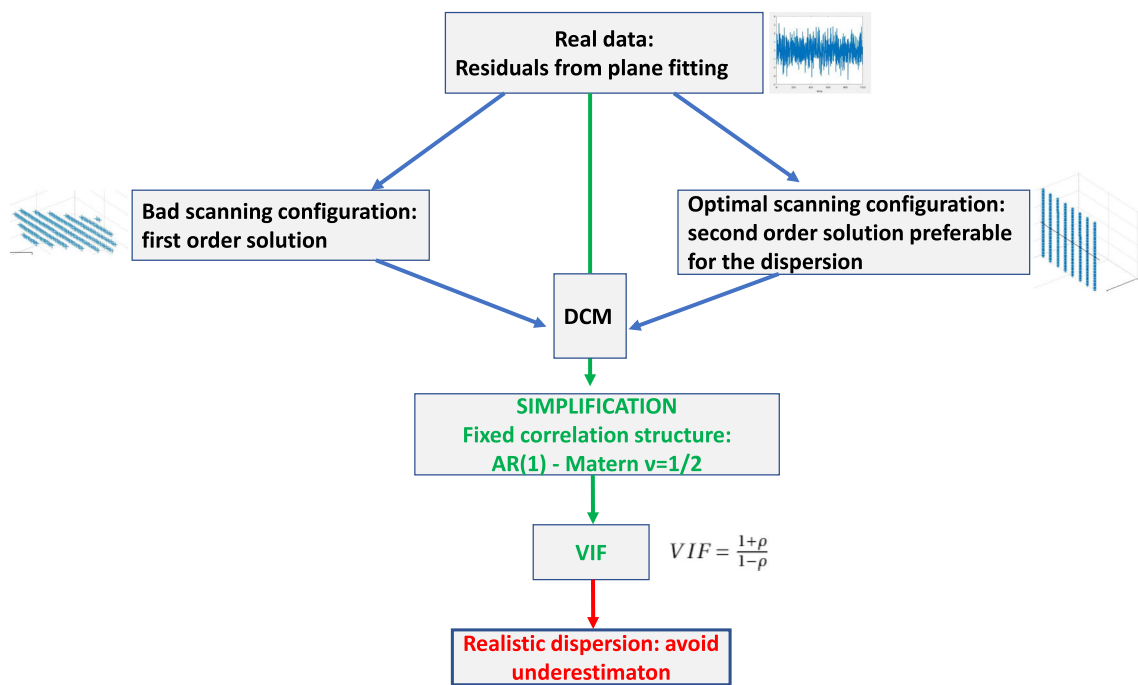 Real data:
Residuals from plane fitting
Bad scanning configuration:
first order solution
Optimal scanning configuration:
second order solution preferable
for the dispersion
DCM
SIMPLIFICATION
Fixed correlation structure:
AR(1) - Matern ν=1/2
VIF
VIF = \frac{1+ρ}{1−ρ}
Realistic dispersion: avoid
underestimaton